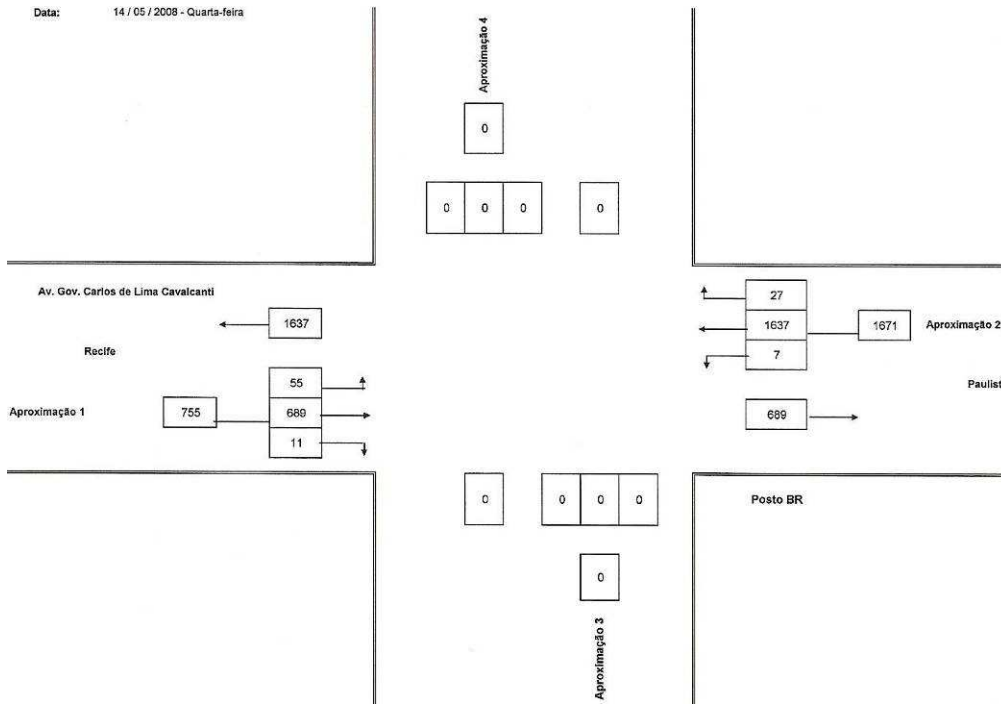 Data: 14 / 05 / 2008 - Quarta-feira
Aproximação 4
0
0 0 0 0
Av. Gov. Carlos de Lima Cavalcanti
27
1637
1637 1671 Aproximação 2
7
Recife
55
Paulist
Aproximação 1 755 689
689
11
0 0 0 0
Posto BR
0
Aproximação 3